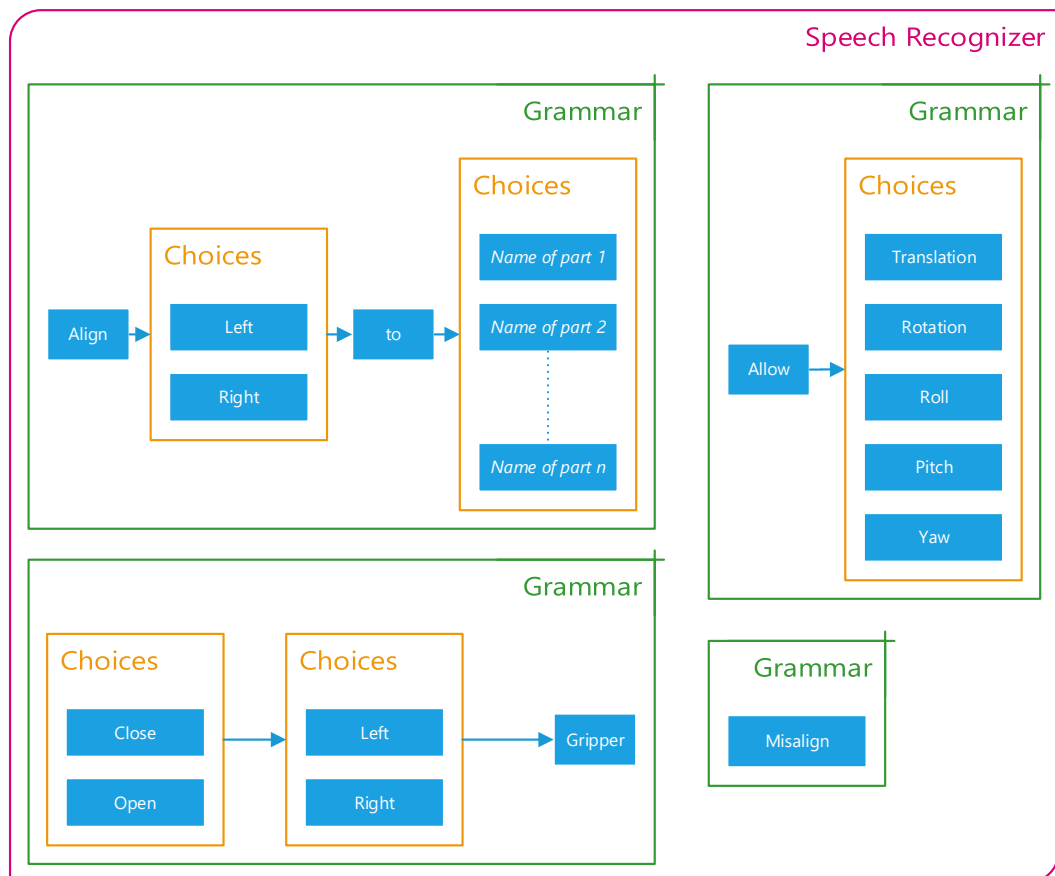 Speech Recognizer
Grammar
Choices
Choices
Name of part 1
Left
Name of part 2
Align
to
Right
Name of part n
Grammar
Choices
Translation
Rotation
Allow
Roll
Pitch
Yaw
Grammar
Choices
Choices
Close
Left
Gripper
Open
Right
Grammar
Misalign